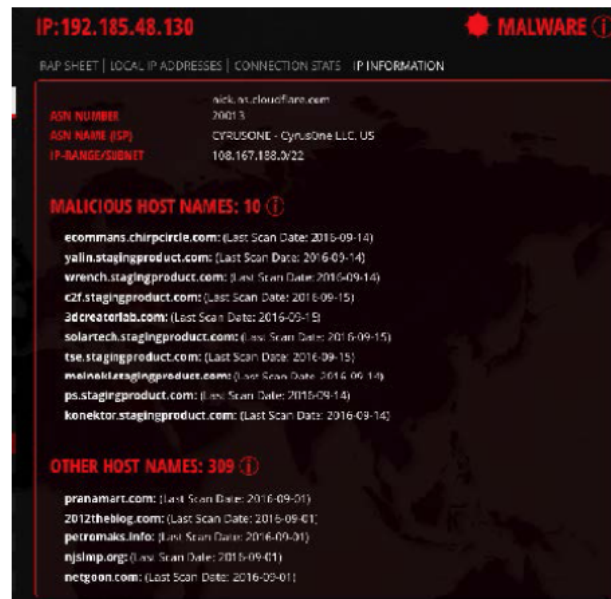 IP:192.185.48.130
MALWARE ⓘ
RAP SHEET | LOCAL IP ADDRESSES | CONNECTION STATS IP INFORMATION
nick.ns.cloudflare.com
ASN NUMBER 20013
ASN NAME (ISP) CYRUSONE - CyrusOne LLC, US
IP-RANGE/SUBNET 108.167.188.0/22
MALICIOUS HOST NAMES: 10 ⓘ
ecommans.chirpcircle.com: (Last Scan Date: 2016-09-14)
yalin.stagingproduct.com: (Last Scan Date: 2016-09-14)
wrench.stagingproduct.com: (Last Scan Date: 2016-09-14)
c2f.stagingproduct.com: (Last Scan Date: 2016-09-15)
3dcreatorlab.com: (Last Scan Date: 2016-09-15)
solartech.stagingproduct.com: (Last Scan Date: 2016-09-15)
tse.stagingproduct.com: (Last Scan Date: 2016-09-15)
(Last Scan Date: 2016-09-14)
ps.stagingproduct.com: (Last Scan Date: 2016-09-14)
konektor.stagingproduct.com: (Last Scan Date: 2016-09-14)
OTHER HOST NAMES: 309 ⓘ
pranamart.com: (Last Scan Date: 2016-09-01)
2012theblog.com: (Last Scan Date: 2016-09-01)
petromaks.info: (Last Scan Date: 2016-09-01)
njslmp.org: (Last Scan Date: 2016-09-01)
netgoon.com: (Last Scan Date: 2016-09-01)